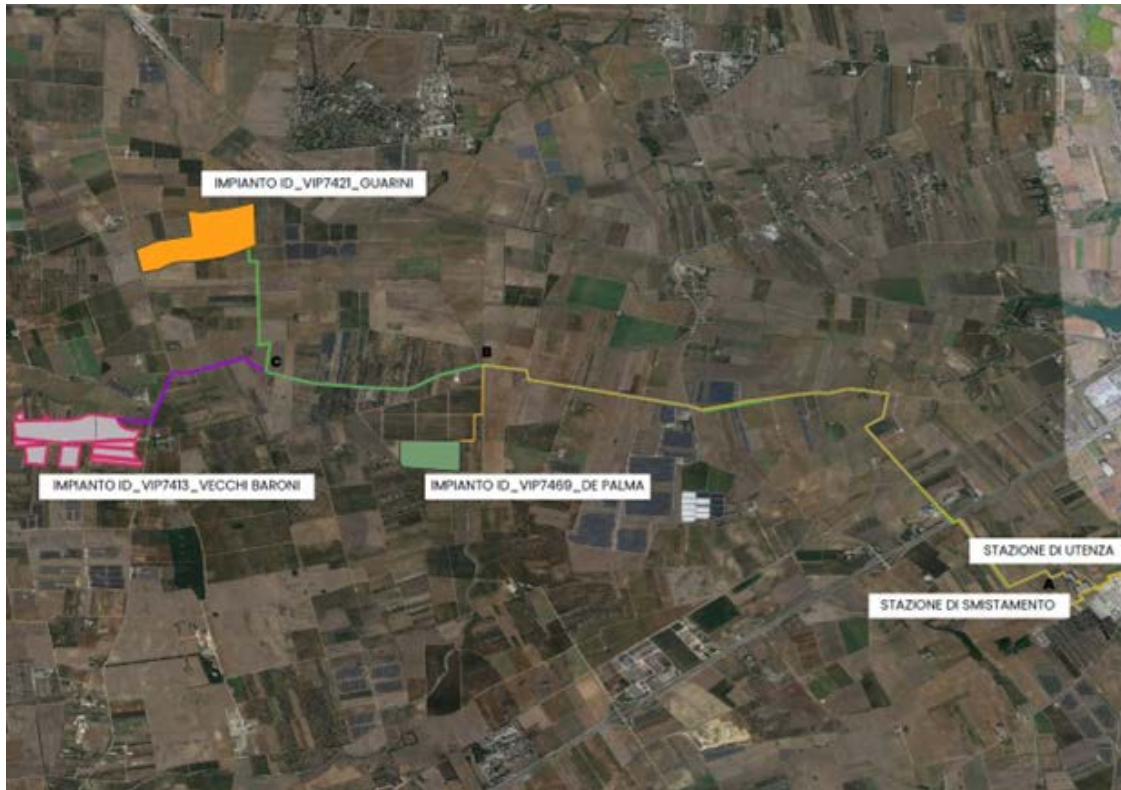 IMPIANTO ID_VIP7421_GUARINI
B
C
IMPIANTO ID_VIP7413_VECCHI BARONI
IMPIANTO ID_VIP7469_DE PALMA
STAZIONE DI UTENZA
A
STAZIONE DI SMISTAMENTO